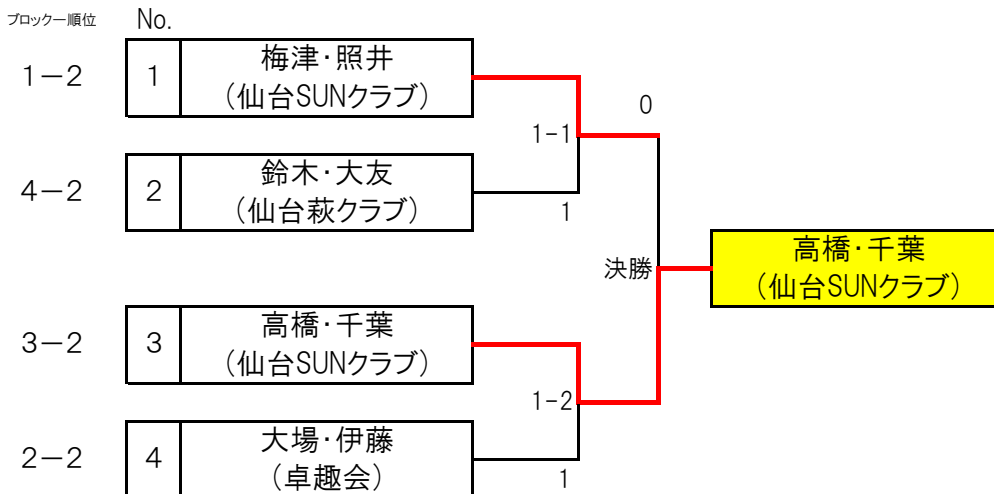 ブロックー順位 No.
1－2 1 梅津・照井
（仙台SUNクラブ）
0
1-1
4－2 2 鈴木・大友
（仙台萩クラブ）
1
決勝
高橋・千葉
（仙台SUNクラブ）
3－2 3 高橋・千葉
（仙台SUNクラブ）
1-2
2－2 4 大場・伊藤
（卓趣会）
1